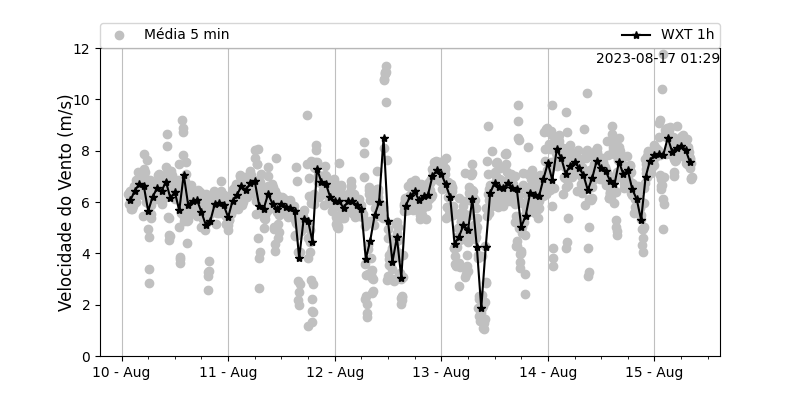 Média 5 min
WXT 1h
2023-08-17 01:29
Velocidade do Vento (m/s)
12
10
8
6
4
2
0
10 - Aug
11 - Aug
12 - Aug
13 - Aug
14 - Aug
15 - Aug